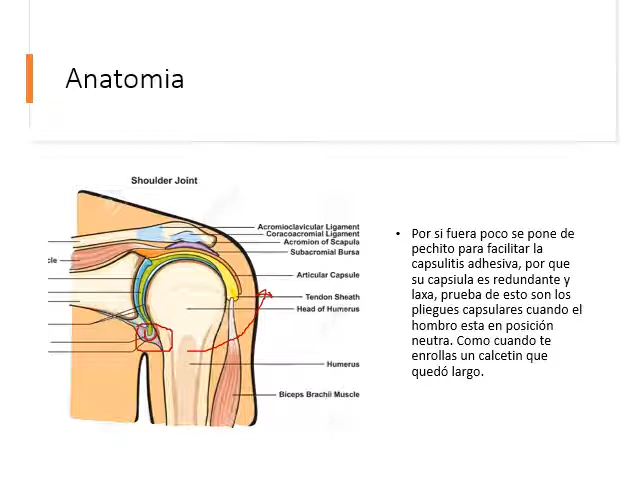 Anatomia
Shoulder Joint
Acromioclavicular Ligament
Coracoacromial Ligament
Acromion of Scapula
Subacromial Bursa
cle
Articular Capsule
Tendon Sheath
Head of Humerus
Humerus
Biceps Brachii Muscle
• Por si fuera poco se pone de
pechito para facilitar la
capsulitis adhesiva, por que
su capsiula es redundante y
laxa, prueba de esto son los
pliegues capsulares cuando el
hombro esta en posición
neutra. Como cuando te
enrollas un calcetin que
quedó largo.